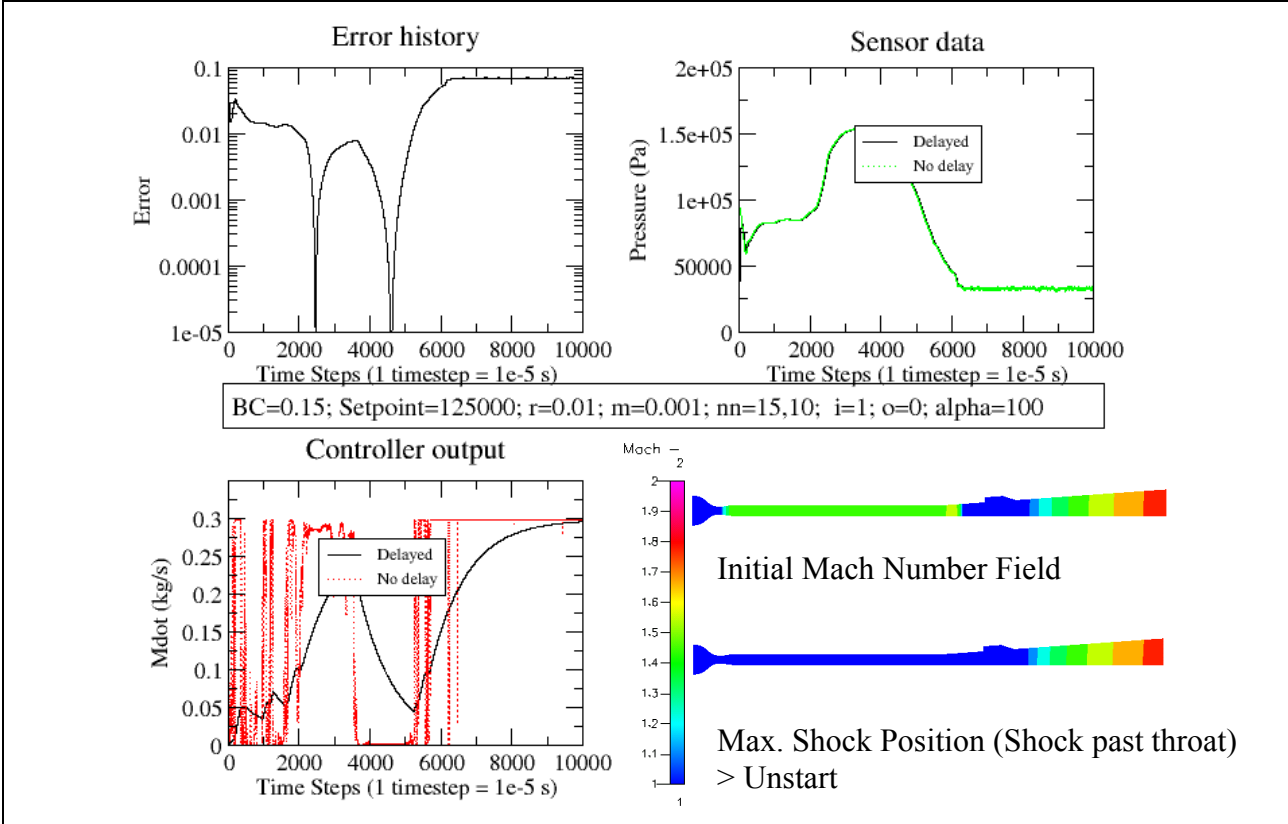 Error history
0.1
0.01
0.001
0.0001
1e-05
Error
0 2000 4000 6000 8000 10000
Time Steps (1 timestep = 1e-5 s)
Sensor data
2e+05
1.5e+05
1e+05
50000
0
Pressure (Pa)
Delayed
No delay
0 2000 4000 6000 8000 10000
Time Steps (1 timestep = 1e-5 s)
BC=0.15; Setpoint=125000; r=0.01; m=0.001; nn=15,10; i=1; o=0; alpha=100
Controller output
0.3
0.25
0.2
0.15
0.1
0.05
0
Mdot (kg/s)
Delayed
No delay
0 2000 4000 6000 8000 10000
Time Steps (1 timestep = 1e-5 s)
Mach
2
2
1.9
1.8
1.7
1.6
1.5
1.4
1.3
1.2
1.1
1
1
Initial Mach Number Field
Max. Shock Position (Shock past throat)
> Unstart